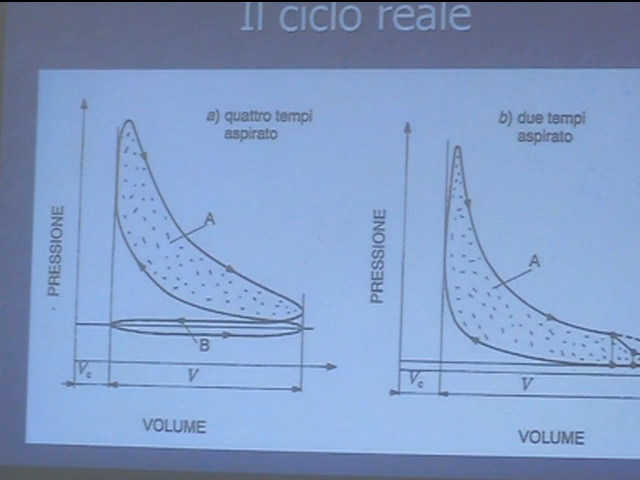 Il ciclo reale
a) quattro tempi
aspirato
PRESSIONE
A
B
Vc
V
VOLUME
b) due tempi
aspirato
PRESSIONE
A
Vc
V
VOLUME